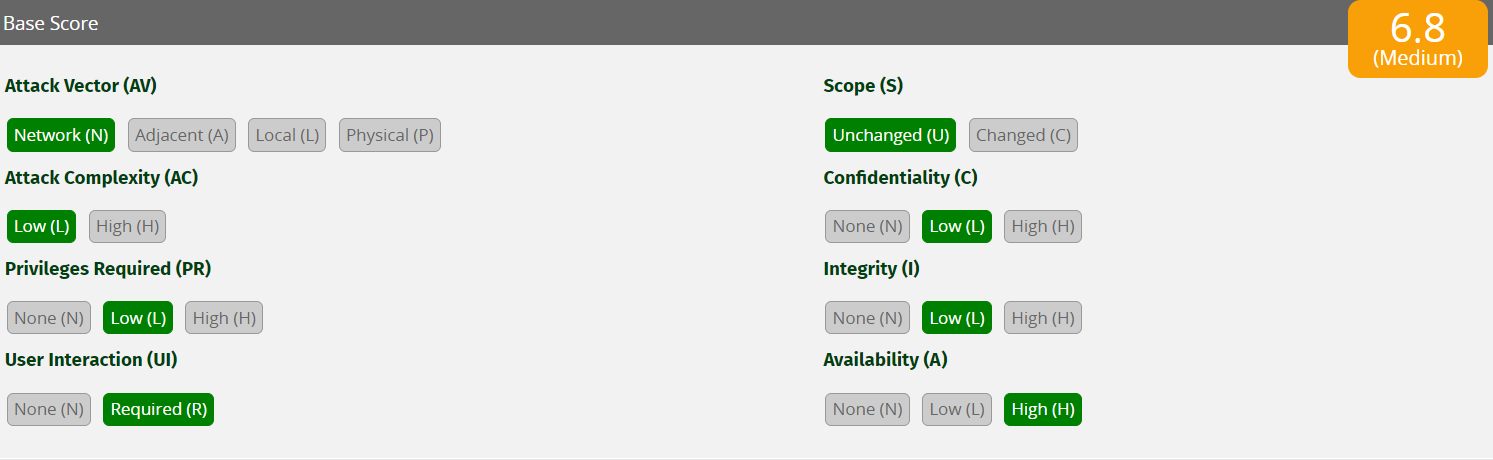 Base Score
6.8
(Medium)
Attack Vector (AV)
Network (N) Adjacent (A) Local (L) Physical (P)
Attack Complexity (AC)
Low (L) High (H)
Privileges Required (PR)
None (N) Low (L) High (H)
User Interaction (UI)
None (N) Required (R)
Scope (S)
Unchanged (U) Changed (C)
Confidentiality (C)
None (N) Low (L) High (H)
Integrity (I)
None (N) Low (L) High (H)
Availability (A)
None (N) Low (L) High (H)